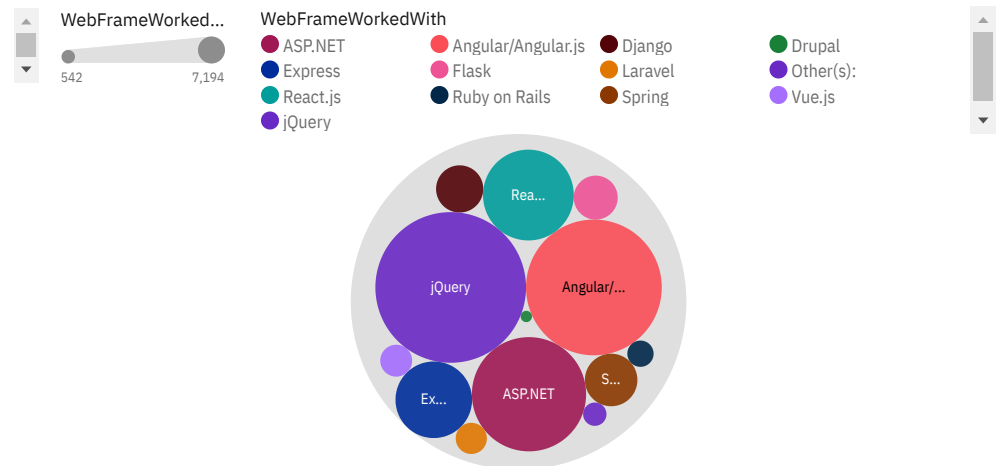 WebFrameWorked...
542 7,194
WebFrameWorkedWith
ASP.NET Angular/Angular.js Django Drupal
Express Flask Laravel Other(s):
React.js Ruby on Rails Spring Vue.js
jQuery
Rea...
jQuery Angular/...
S...
Ex... ASP.NET